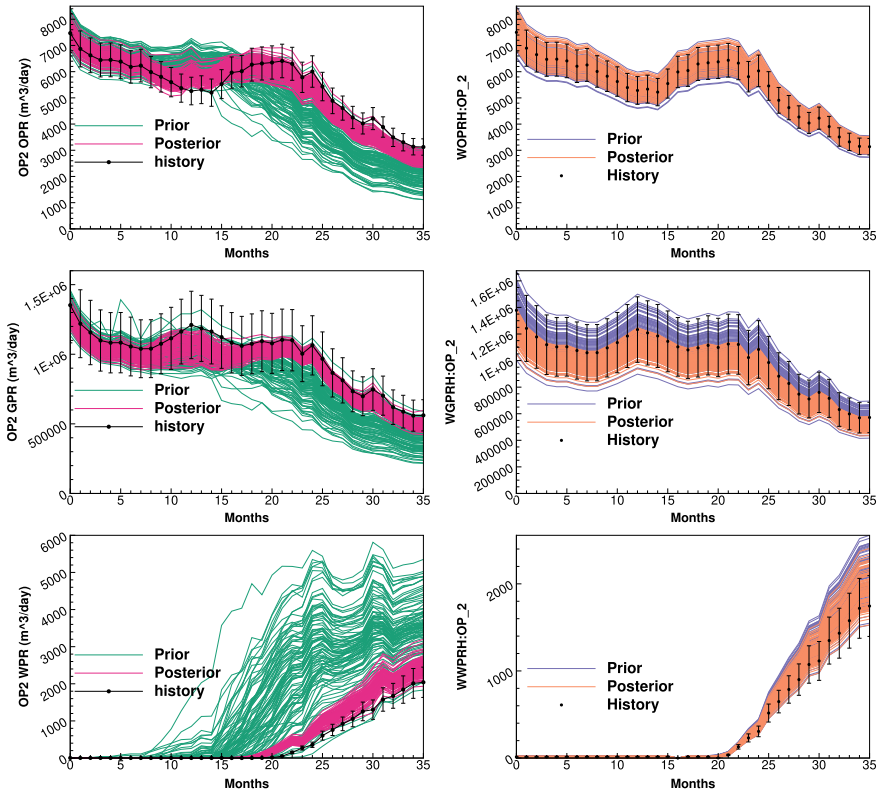 OP2 OPR (m^3/day)
8000
7000
6000
5000
4000
3000
2000
1000
0
Prior
Posterior
history
0 5 10 15 20 25 30 35
Months
WOPRH:OP_2
8000
7000
6000
5000
4000
3000
2000
1000
0
Prior
Posterior
History
0 5 10 15 20 25 30 35
Months
OP2 GPR (m^3/day)
1.5E+06
1E+06
500000
0
Prior
Posterior
history
0 5 10 15 20 25 30 35
Months
WGPRH:OP_2
1.6E+06
1.4E+06
1.2E+06
1E+06
800000
600000
400000
200000
0
Prior
Posterior
History
0 5 10 15 20 25 30 35
Months
OP2 WPR (m^3/day)
6000
5000
4000
3000
2000
1000
0
Prior
Posterior
history
0 5 10 15 20 25 30 35
Months
WWPRH:OP_2
2000
1000
0
Prior
Posterior
History
0 5 10 15 20 25 30 35
Months